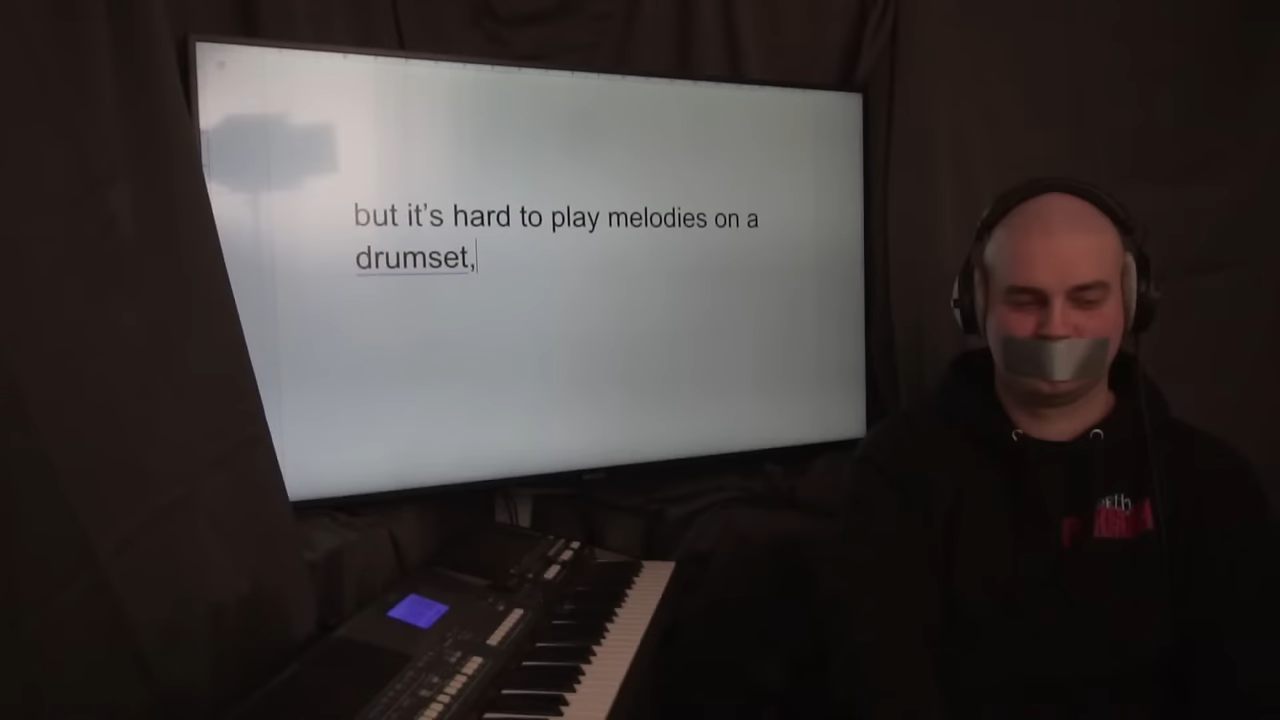 but it’s hard to play melodies on a
drumset,